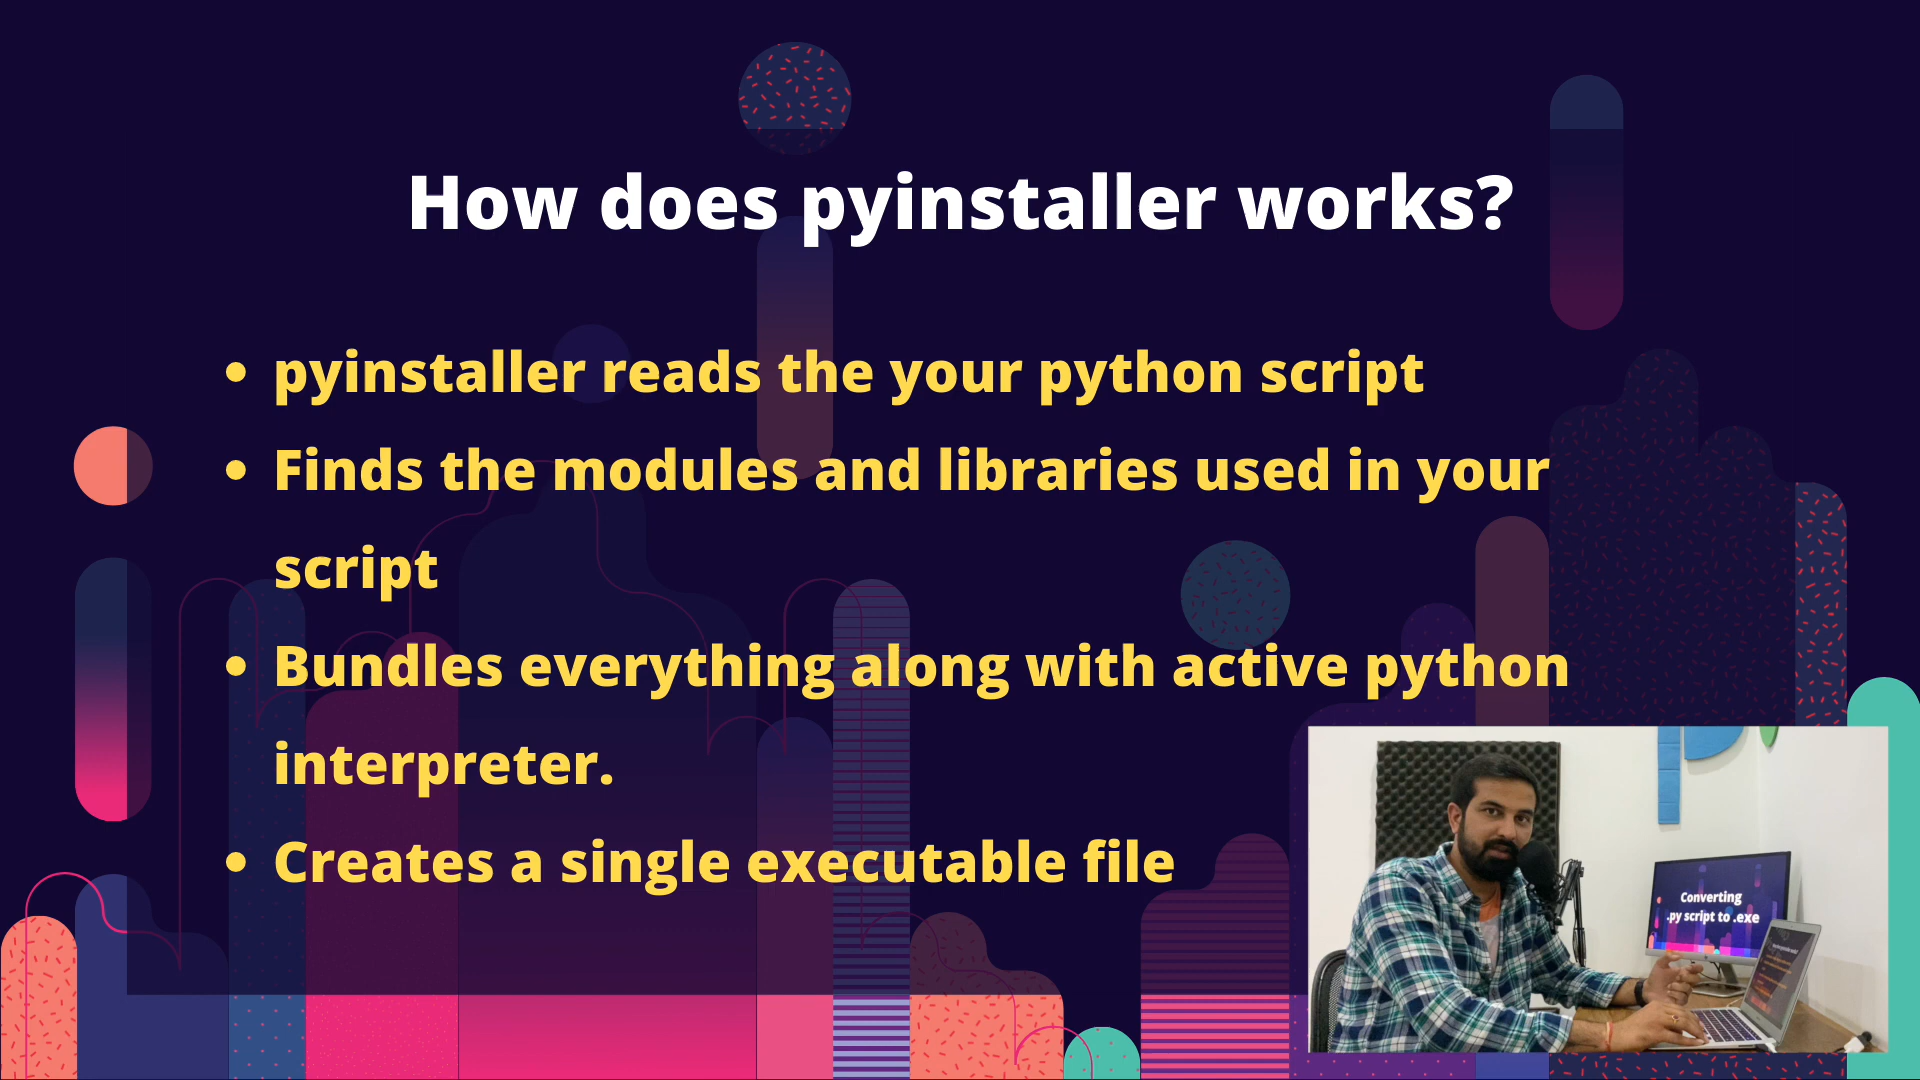 How does pyinstaller works?
• pyinstaller reads the your python script
• Finds the modules and libraries used in your
script
• Bundles everything along with active python
interpreter.
• Creates a single executable file
Converting
.py script to .exe